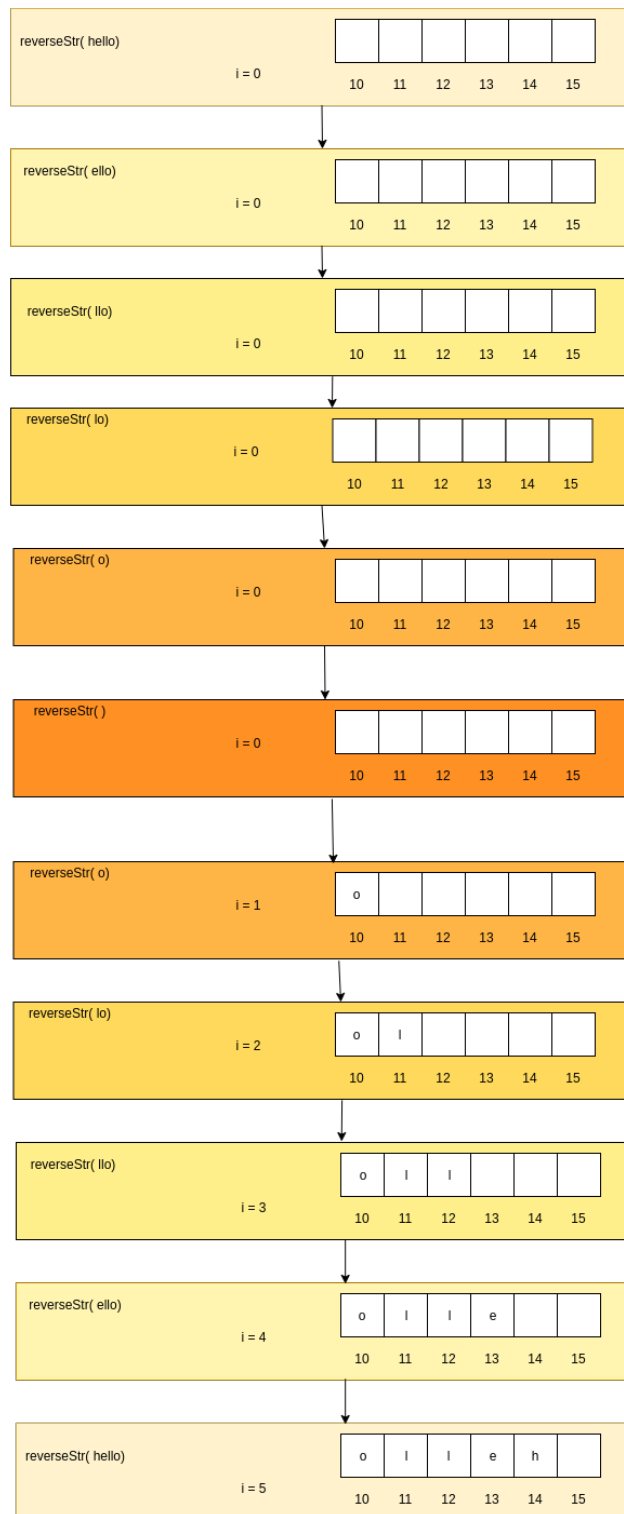 reverseStr( hello)
i = 0
10 11 12 13 14 15
reverseStr( ello)
i = 0
10 11 12 13 14 15
reverseStr( llo)
i = 0
10 11 12 13 14 15
reverseStr( lo)
i = 0
10 11 12 13 14 15
reverseStr( o)
i = 0
10 11 12 13 14 15
reverseStr( )
i = 0
10 11 12 13 14 15
reverseStr( o)
o
i = 1
10 11 12 13 14 15
reverseStr( lo)
o l
i = 2
10 11 12 13 14 15
reverseStr( llo)
o l l
i = 3
10 11 12 13 14 15
reverseStr( ello)
o l l e
i = 4
10 11 12 13 14 15
reverseStr( hello)
o l l e h
i = 5
10 11 12 13 14 15